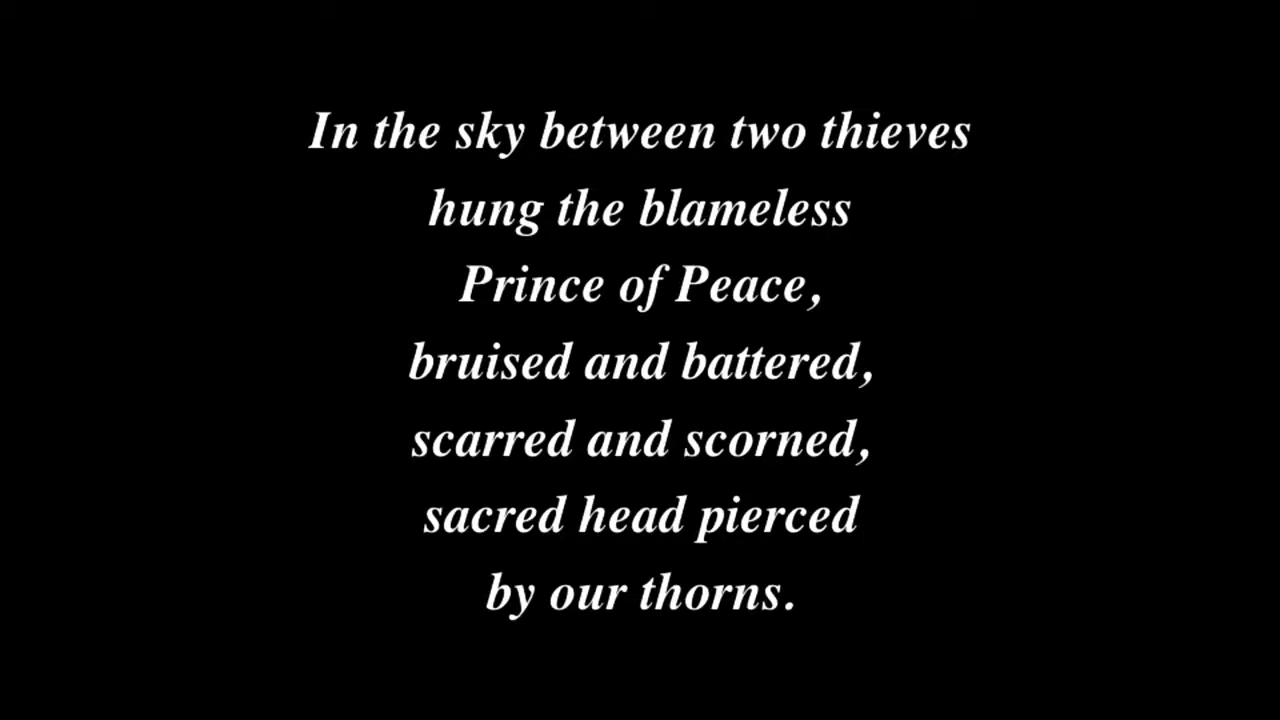 In the sky between two thieves
hung the blameless
Prince of Peace,
bruised and battered,
scarred and scorned,
sacred head pierced
by our thorns.